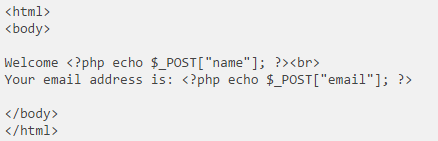 <html>
<body>

Welcome <?php echo $_POST["name"]; ?><br>
Your email address is: <?php echo $_POST["email"]; ?>

</body>
</html>